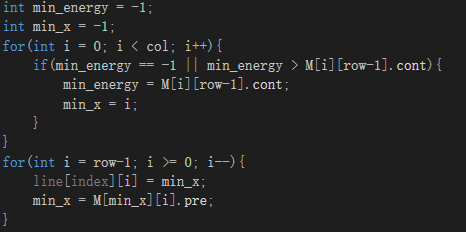 int min_energy = -1;
int min_x = -1;
for(int i = 0; i < col; i++){
    if(min_energy == -1 || min_energy > M[i][row-1].cont){
        min_energy = M[i][row-1].cont;
        min_x = i;
    }
}
for(int i = row-1; i >= 0; i--){
    line[index][i] = min_x;
    min_x = M[min_x][i].pre;
}